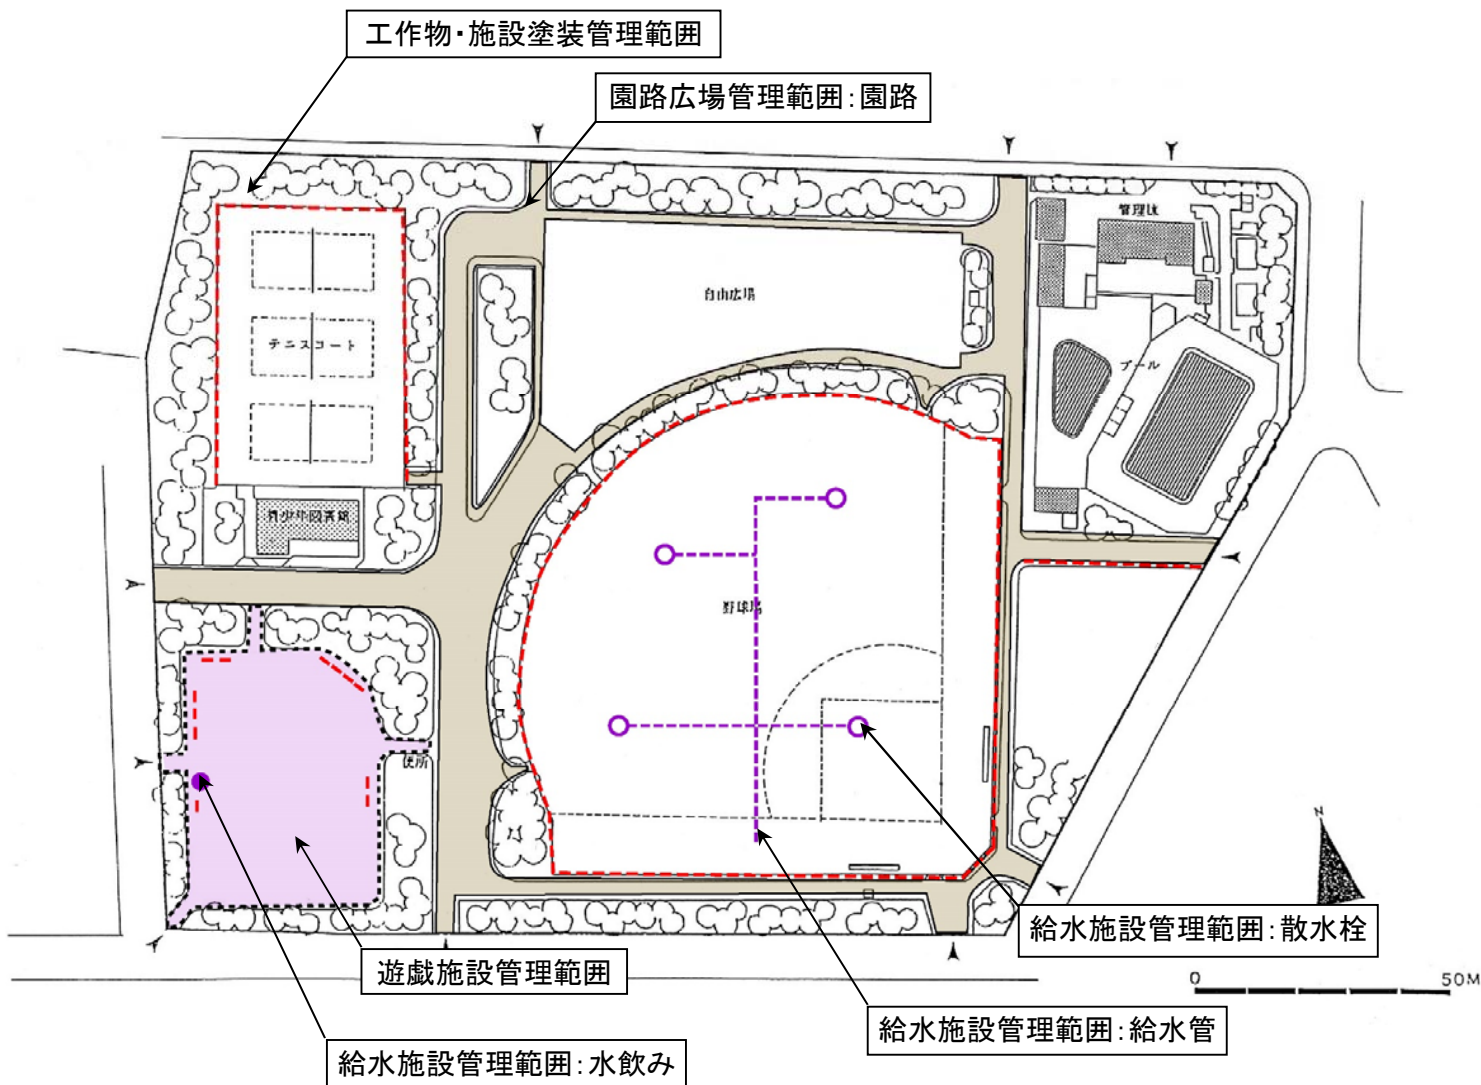 工作物・施設塗装管理範囲
園路広場管理範囲：園路
管理棟
自由広場
テニスコート
プール
青少年図書館
野球場
便所
N
給水施設管理範囲：散水栓
遊戯施設管理範囲
0 50M
給水施設管理範囲：給水管
給水施設管理範囲：水飲み